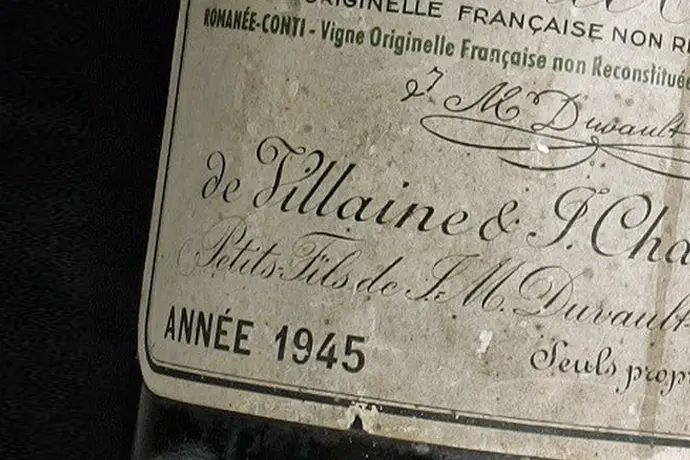 ORIGINELLE FRANÇAISE NON R
ROMANÉE-CONTI - Vigne Originelle Française non Reconstituée
J. M. Duvault
de Villaine & J. Cha
Petits-Fils de J. M. Duvault
Seuls propr
ANNÉE 1945